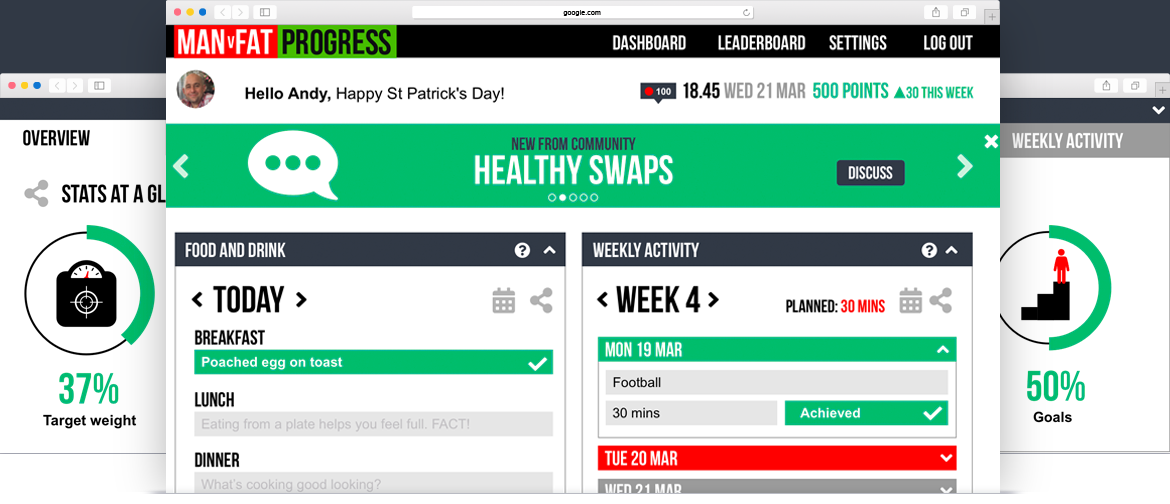 google.com
MAN v FAT PROGRESS
DASHBOARD LEADERBOARD SETTINGS LOG OUT
Hello Andy, Happy St Patrick's Day!
100 18.45 WED 21 MAR 500 POINTS ▲30 THIS WEEK
NEW FROM COMMUNITY
HEALTHY SWAPS
DISCUSS
OVERVIEW
STATS AT A GL
37%
Target weight
FOOD AND DRINK
?
< TODAY >
BREAKFAST
Poached egg on toast
LUNCH
Eating from a plate helps you feel full. FACT!
DINNER
What's cooking good looking?
WEEKLY ACTIVITY
?
< WEEK 4 >
PLANNED: 30 MINS
MON 19 MAR
Football
30 mins
Achieved
TUE 20 MAR
WED 21 MAR
WEEKLY ACTIVITY
50%
Goals